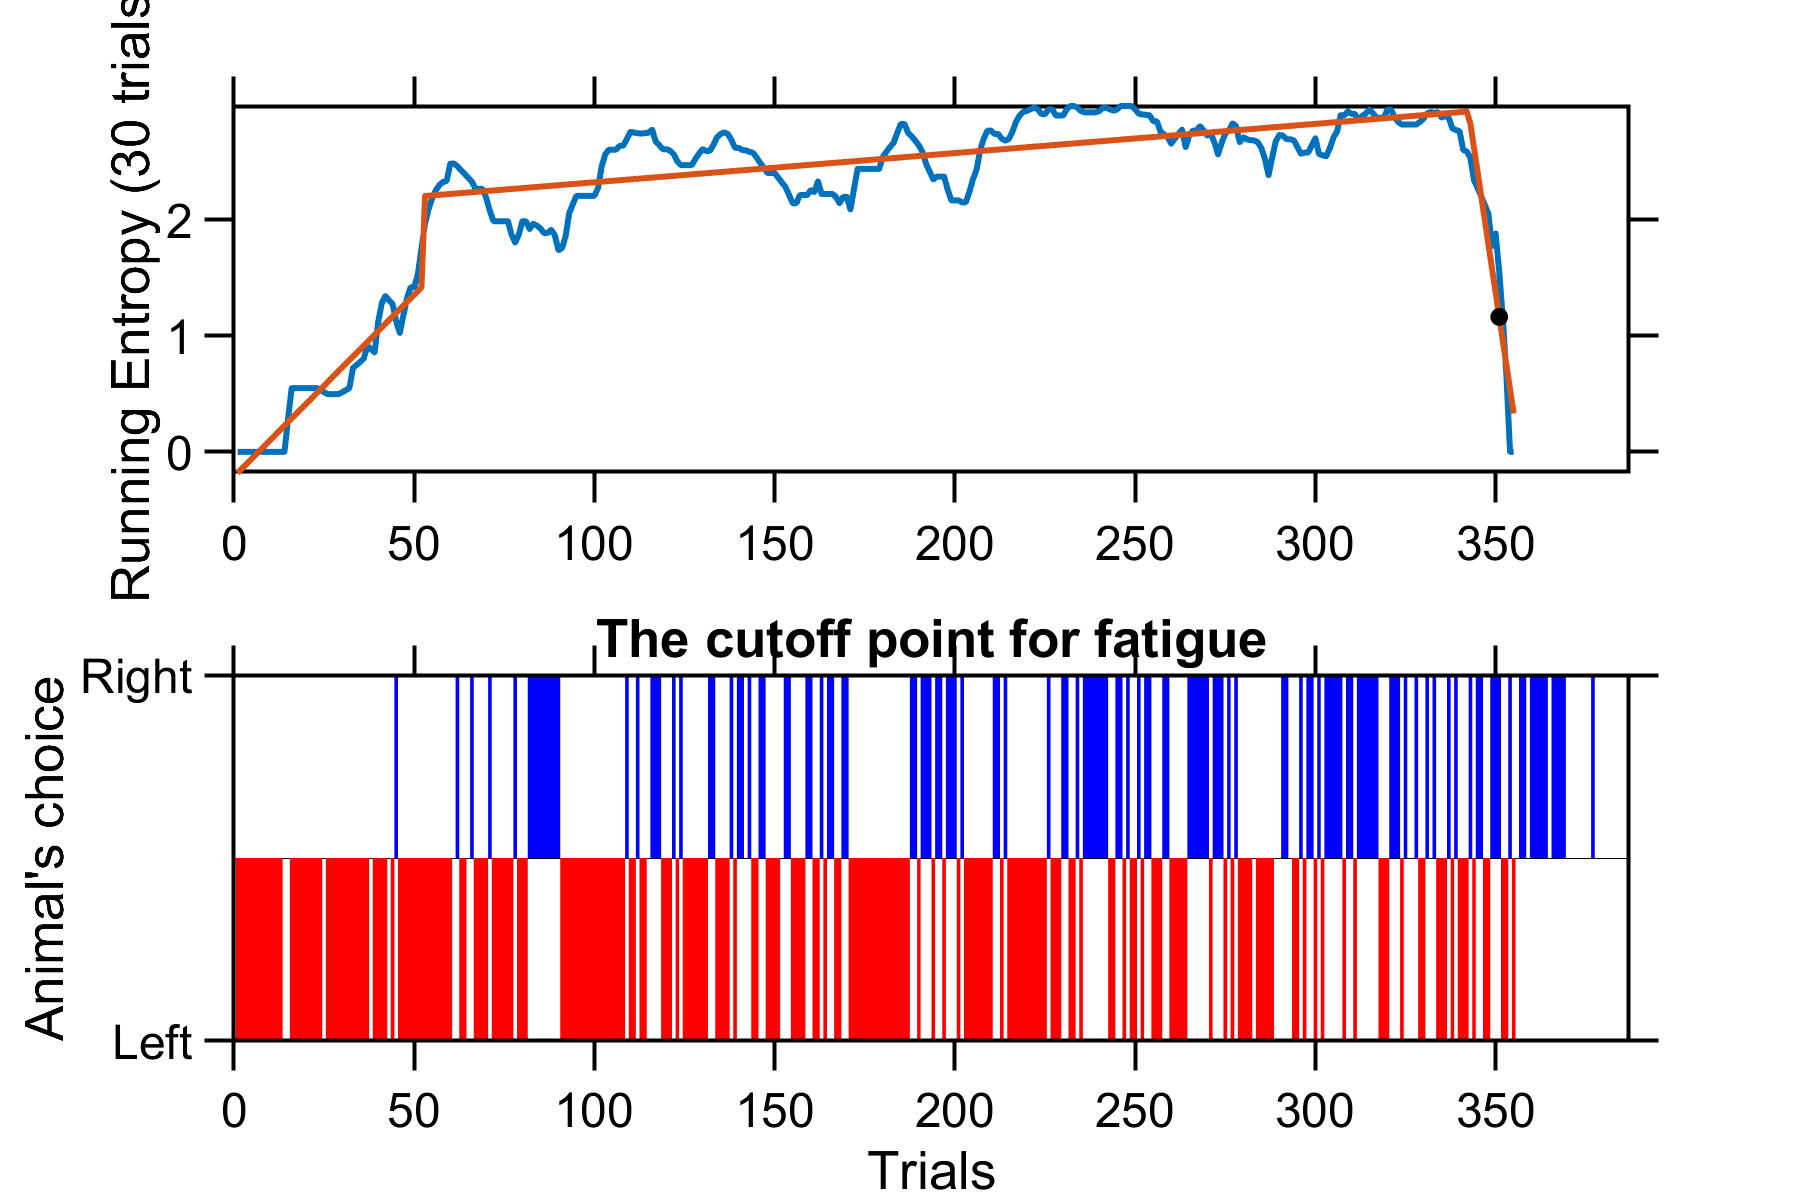 Running Entropy (30 trials
2
1
0
0 50 100 150 200 250 300 350
The cutoff point for fatigue
Animal's choice
Right
Left
0 50 100 150 200 250 300 350
Trials